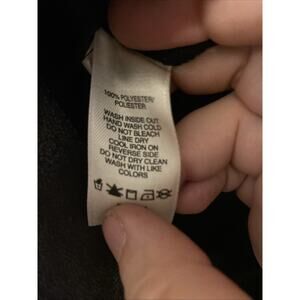 100% POLYESTER/
POLIESTER
WASH INSIDE OUT
HAND WASH COLD
DO NOT BLEACH
LINE DRY
COOL IRON ON
REVERSE SIDE
DO NOT DRY CLEAN
WASH WITH LIKE
COLORS